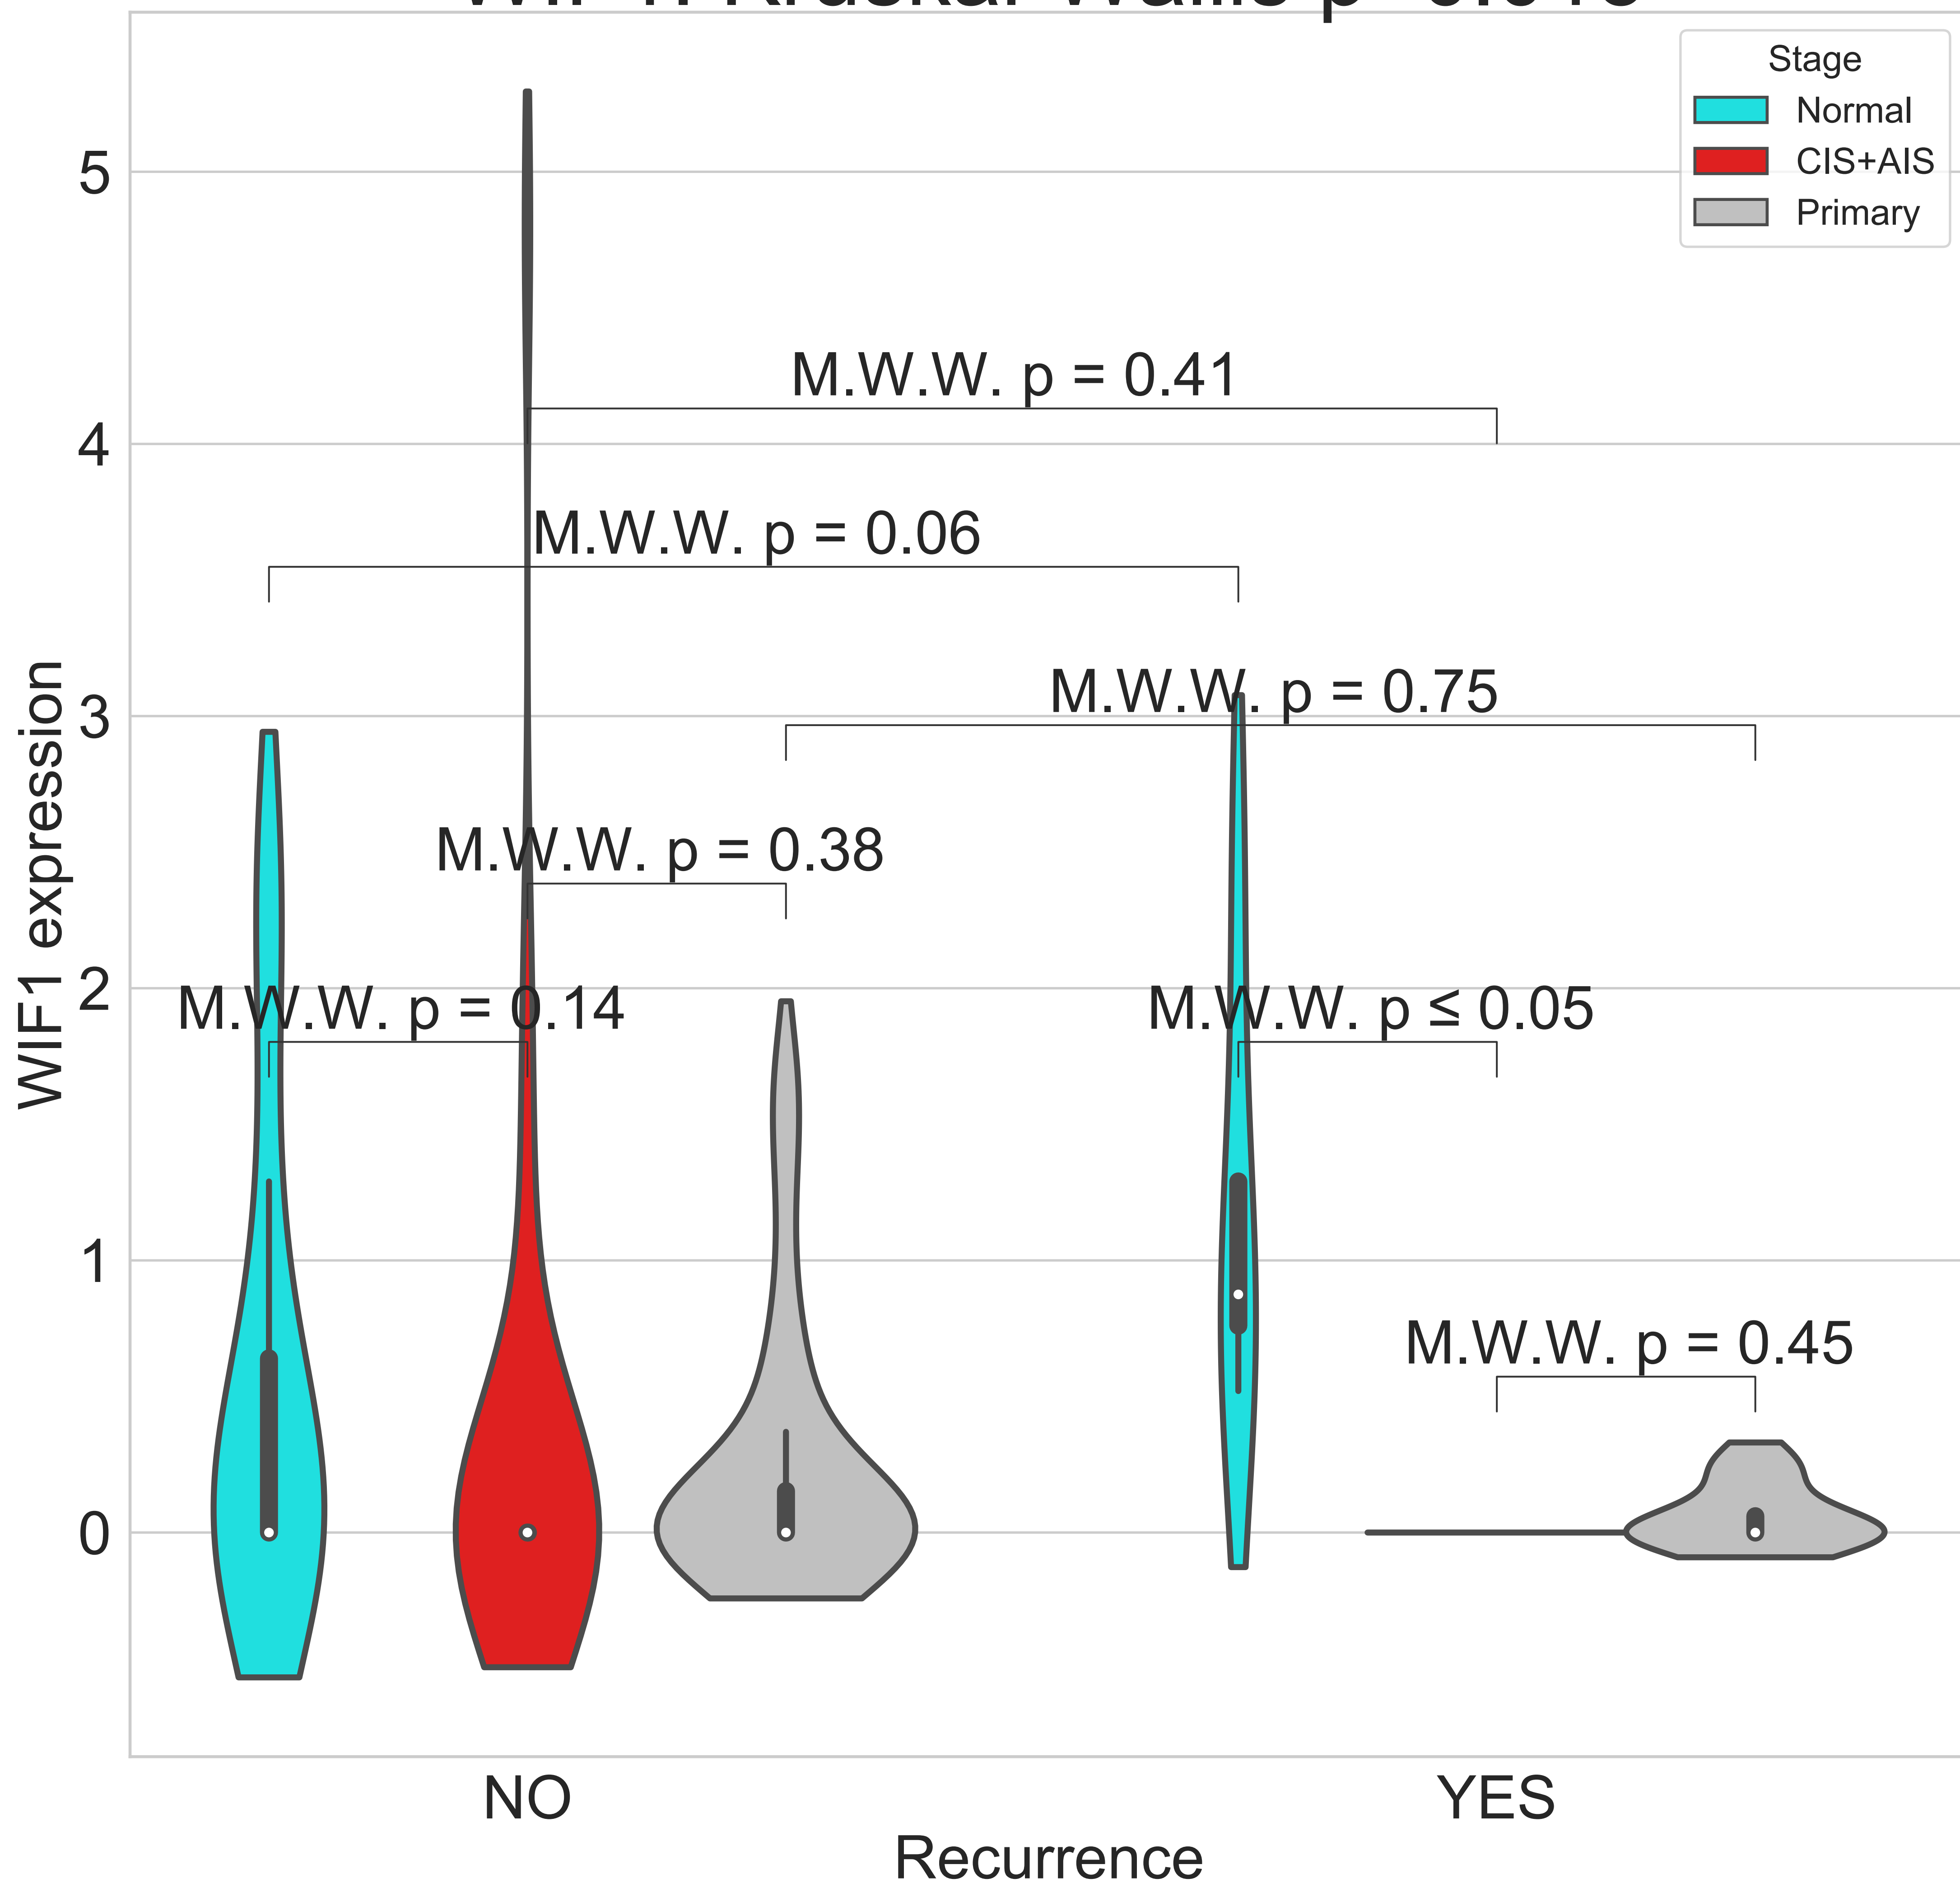 Stage
Normal
CIS+AIS
Primary
5
M.W.W. p = 0.41
4
M.W.W. p = 0.06
M.W.W. p = 0.75
3
M.W.W. p = 0.38
WIF1 expression
2
M.W.W. p = 0.14
M.W.W. p ≤ 0.05
1
M.W.W. p = 0.45
0
NO
YES
Recurrence